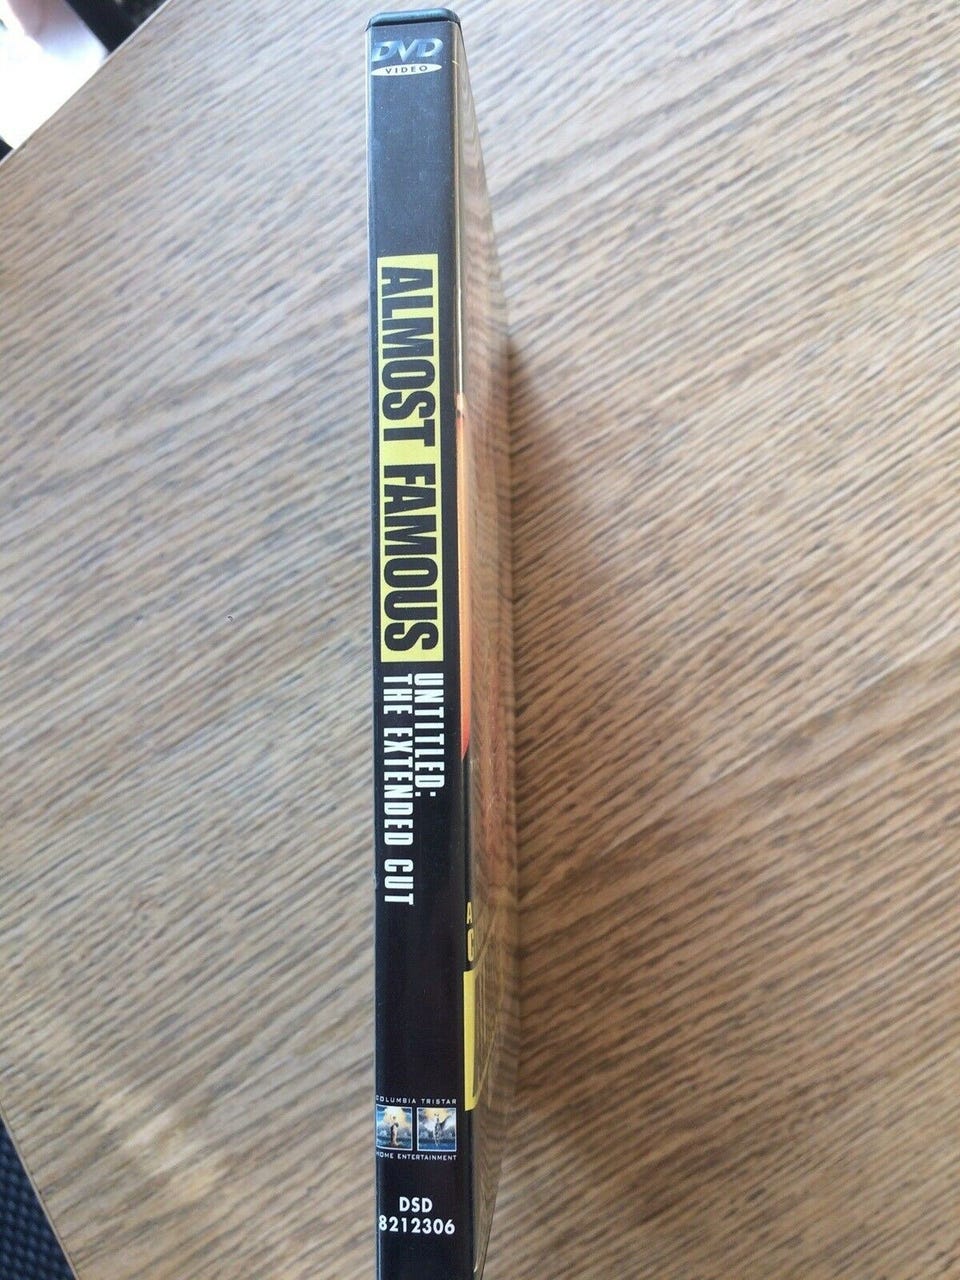 DVD
VIDEO
ALMOST FAMOUS
UNTITLED:
THE EXTENDED CUT
COLUMBIA TRISTAR
HOME ENTERTAINMENT
DSD
8212306